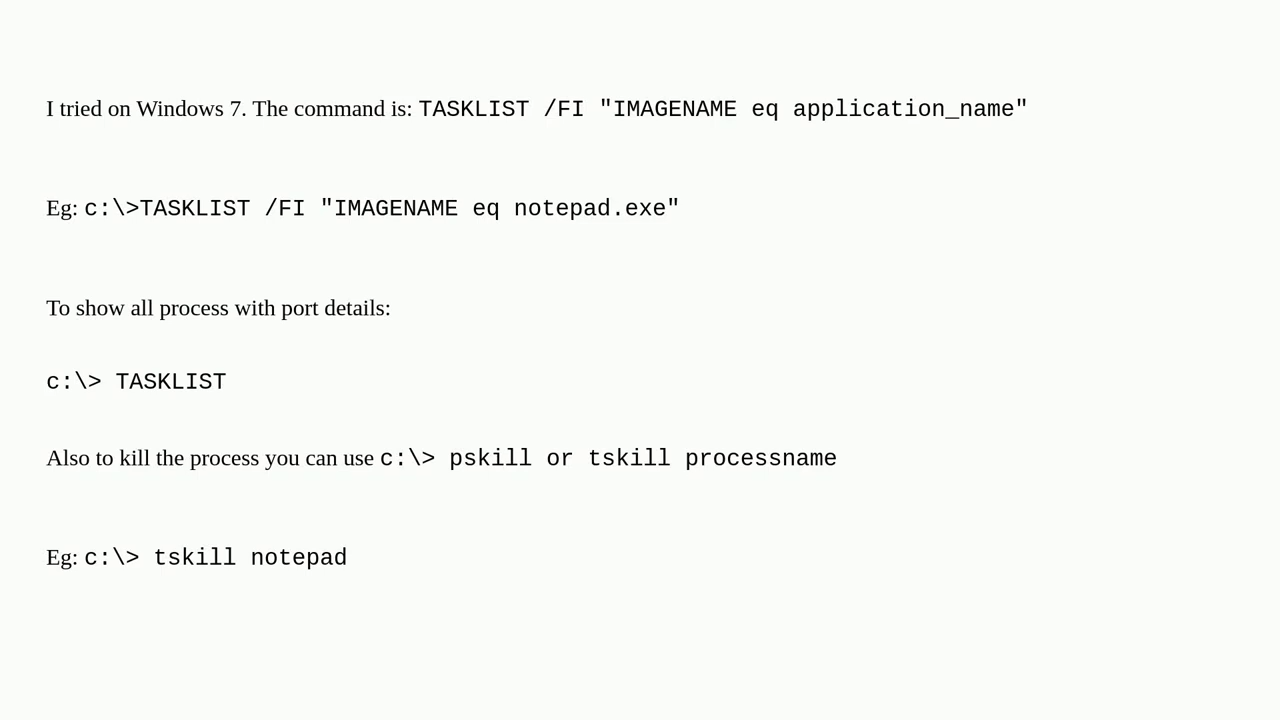 I tried on Windows 7. The command is: TASKLIST /FI "IMAGENAME eq application_name"
Eg: c:\>TASKLIST /FI "IMAGENAME eq notepad.exe"
To show all process with port details:
c:\> TASKLIST
Also to kill the process you can use c:\> pskill or tskill processname
Eg: c:\> tskill notepad